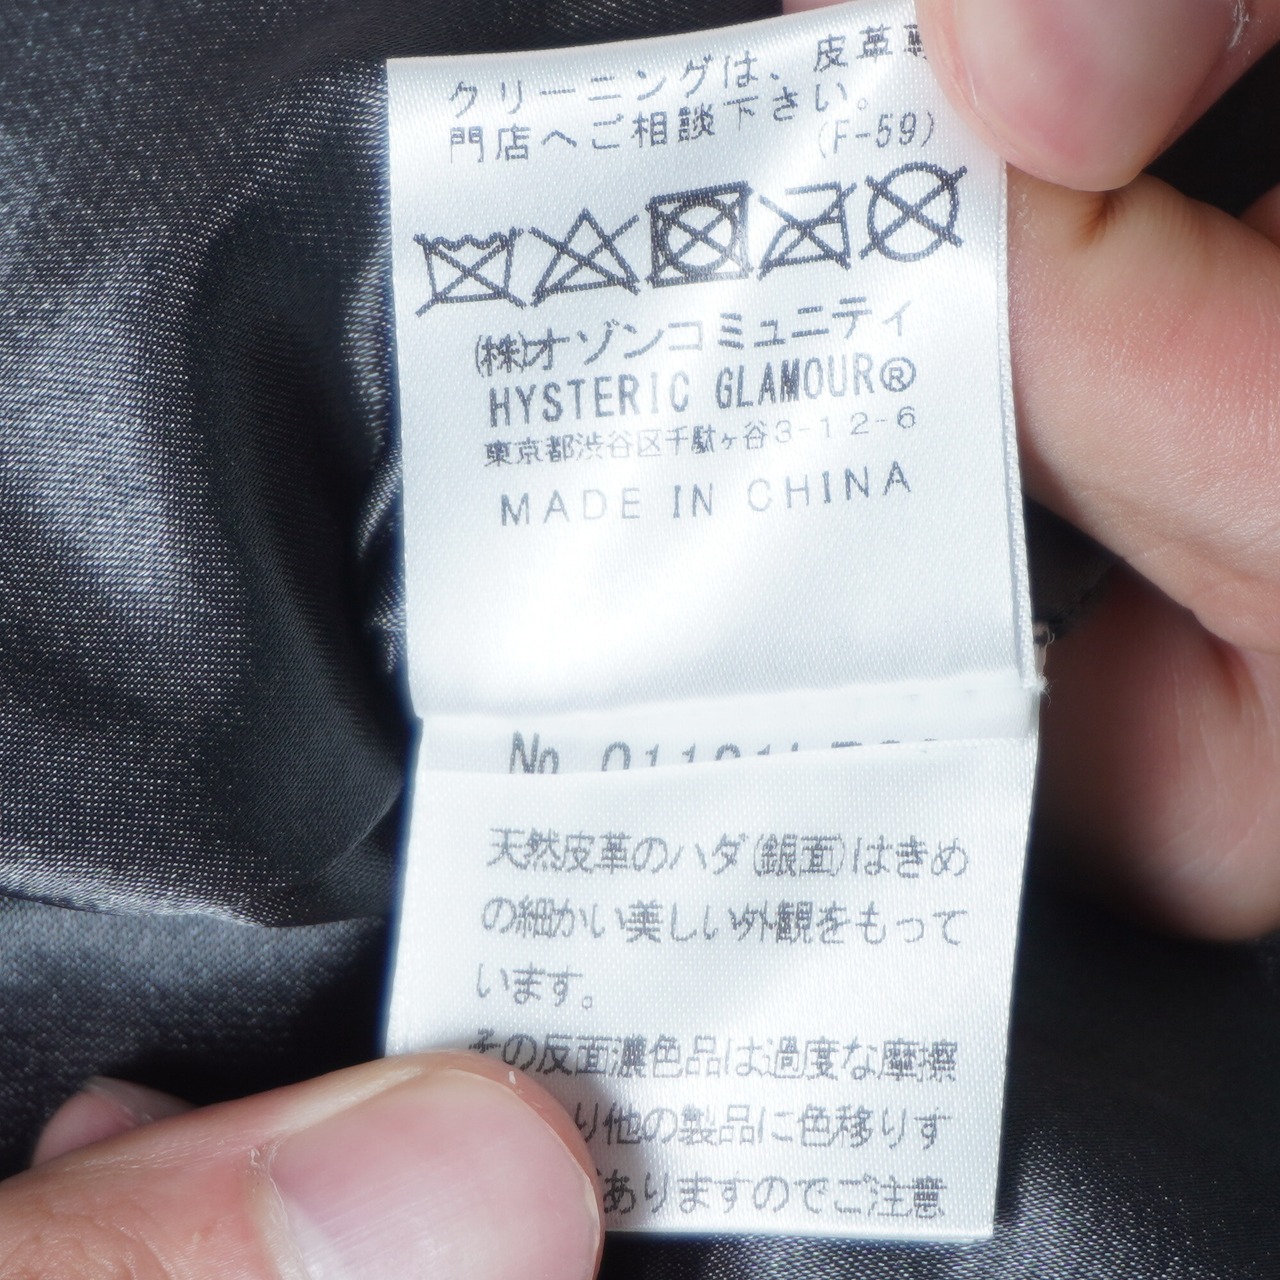 クリーニングは、皮革専
門店へご相談下さい。
(F-59)
(株)オゾンコミュニティ
HYSTERIC GLAMOUR®
東京都渋谷区千駄ヶ谷3-12-6
MADE IN CHINA
No
天然皮革のハダ(銀面)はきめ
の細かい美しい外観をもって
います。
その反面濃色品は過度な摩擦
り他の製品に色移りす
ありますのでご注意